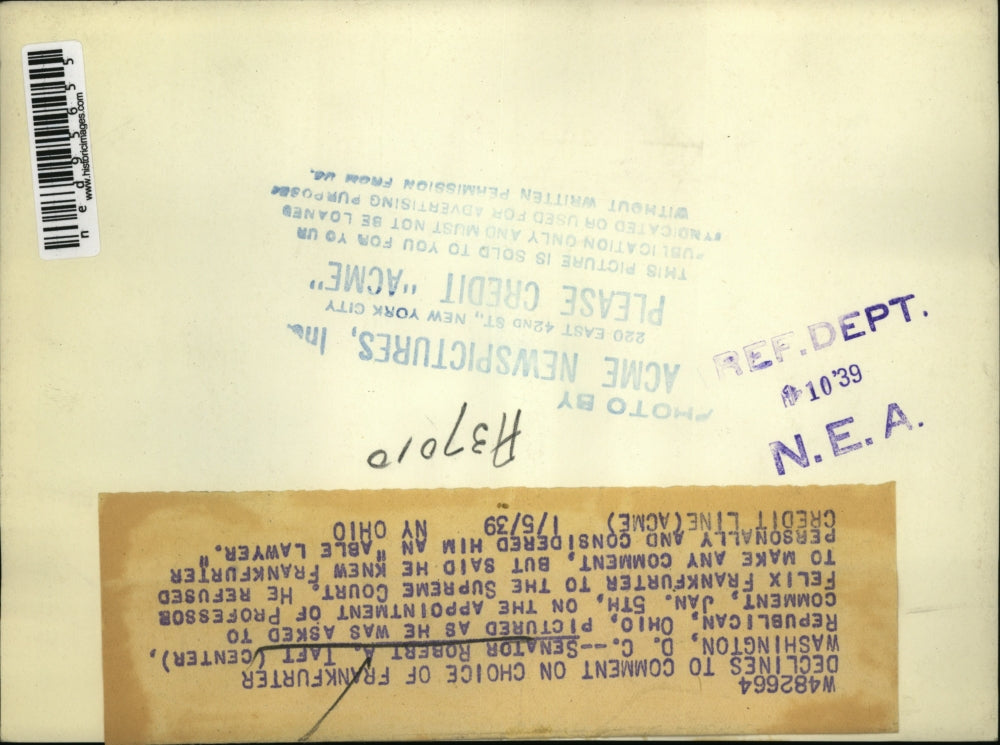 W482664
DECLINES TO COMMENT ON CHOICE OF FRANKFURTER
WASHINGTON, D. C.--SENATOR ROBERT A. TAFT (CENTER),
REPUBLICAN, OHIO, PICTURED AS HE WAS ASKED TO
COMMENT, JAN. 5TH, ON THE APPOINTMENT OF PROFESSOR
FELIX FRANKFURTER TO THE SUPREME COURT. HE REFUSED
TO MAKE ANY COMMENT, BUT SAID HE KNEW FRANKFURTER
PERSONALLY AND CONSIDERED HIM AN "ABLE LAWYER."
CREDIT LINE(ACME) 1/5/39 NY OHIO
A37010
PHOTO BY
ACME NEWSPICTURES, Inc.
220 EAST 42ND ST., NEW YORK CITY
PLEASE CREDIT "ACME"
THIS PICTURE IS SOLD TO YOU FOR YOUR
PUBLICATION ONLY AND MUST NOT BE LOANED
SYNDICATED OR USED FOR ADVERTISING PURPOSES
WITHOUT WRITTEN PERMISSION FROM US.
REF. DEPT.
10 '39
N.E.A.
ned95655
www.historicimages.com